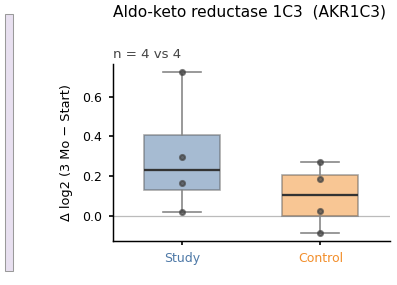 Aldo-keto reductase 1C3  (AKR1C3)
n = 4 vs 4
Δ log2 (3 Mo − Start)
0.6
0.4
0.2
0.0
Study
Control